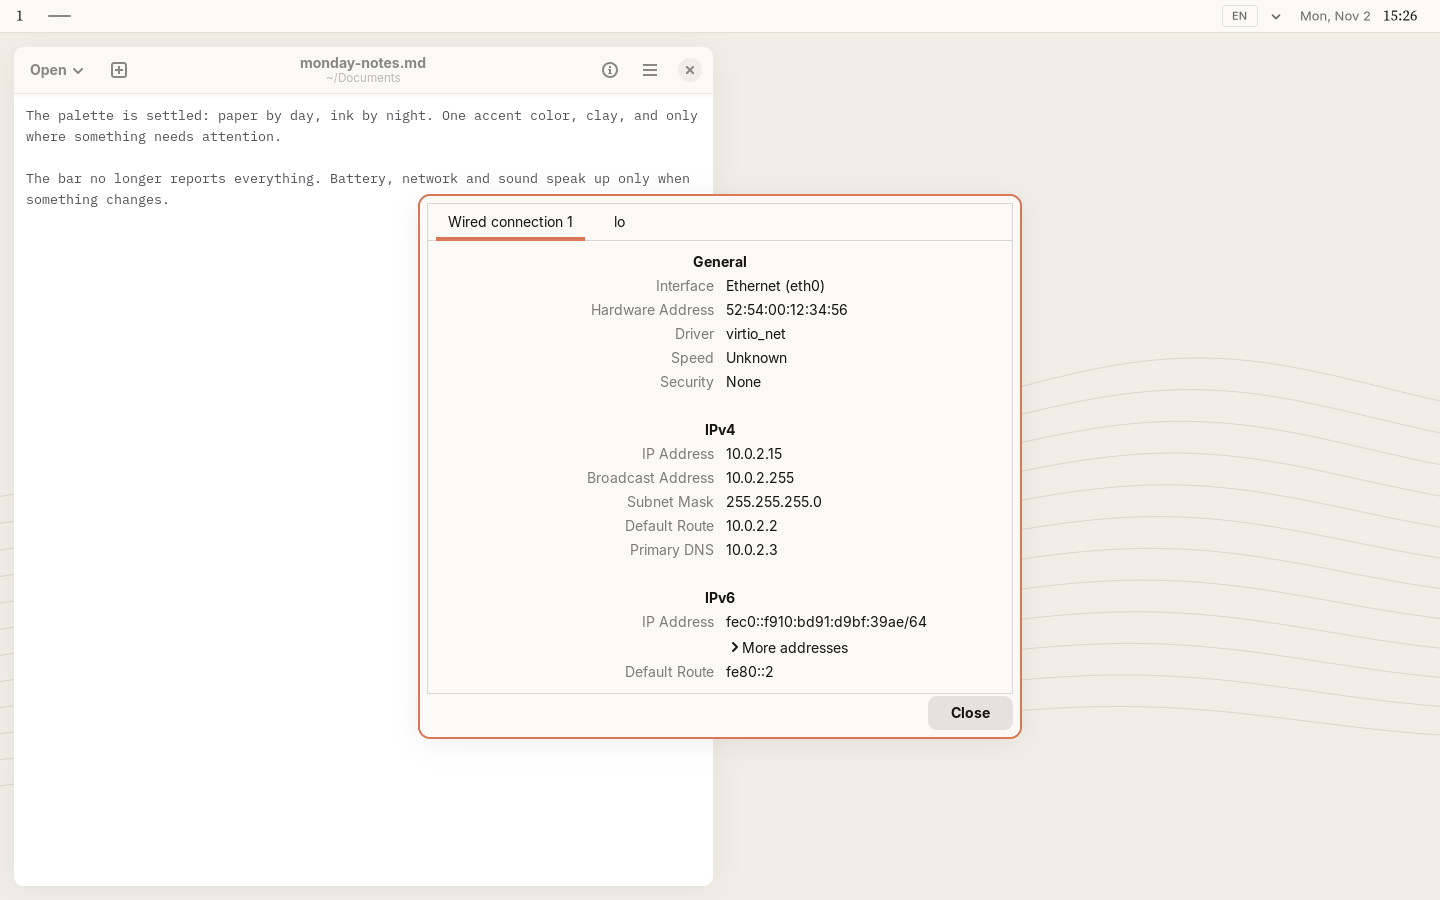 1
EN
Mon, Nov 2 15:26
Open
monday-notes.md
~/Documents
The palette is settled: paper by day, ink by night. One accent color, clay, and only
where something needs attention.
The bar no longer reports everything. Battery, network and sound speak up only when
something changes.
Wired connection 1 lo
General
Interface Ethernet (eth0)
Hardware Address 52:54:00:12:34:56
Driver virtio_net
Speed Unknown
Security None
IPv4
IP Address 10.0.2.15
Broadcast Address 10.0.2.255
Subnet Mask 255.255.255.0
Default Route 10.0.2.2
Primary DNS 10.0.2.3
IPv6
IP Address fec0::f910:bd91:d9bf:39ae/64
More addresses
Default Route fe80::2
Close